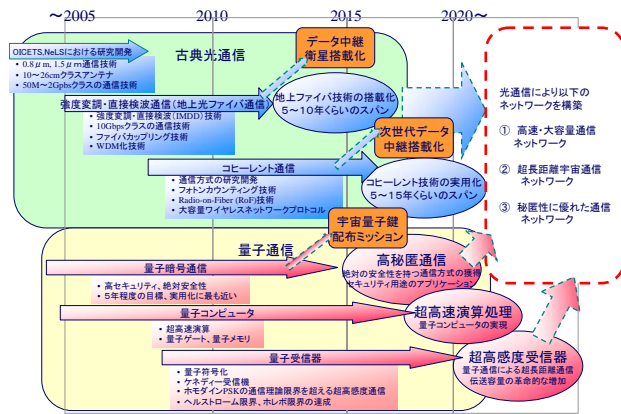 ～2005
2010
2015
2020～
OICETS,NeLSにおける研究開発
• 0.8μm, 1.5μm通信技術
• 10～26cmクラスアンテナ
• 50M～2Gbpsクラスの通信技術
古典光通信
データ中継
衛星搭載化
強度変調・直接検波通信(地上光ファイバ通信)
• 強度変調・直接検波(IMDD)技術
• 10Gbpsクラスの通信技術
• ファイバカップリング技術
• WDM化技術
地上ファイバ技術の搭載化
5～10年くらいのスパン
次世代データ
中継搭載化
コヒーレント通信
• 通信方式の研究開発
• フォトンカウンティング技術
• Radio-on-Fiber (RoF)技術
• 大容量ワイヤレスネットワークプロトコル
コヒーレント技術の実用化
5～15年くらいのスパン
光通信により以下の
ネットワークを構築
① 高速・大容量通信
ネットワーク
② 超長距離宇宙通信
ネットワーク
③ 秘匿性に優れた通信
ネットワーク
量子通信
宇宙量子鍵
配布ミッション
量子暗号通信
• 高セキュリティ、絶対安全性
• 5年程度の目標、実用化に最も近い
高秘匿通信
絶対の安全性を持つ通信方式の獲得
セキュリティ用途のアプリケーション
量子コンピュータ
• 超高速演算
• 量子ゲート、量子メモリ
超高速演算処理
量子コンピュータの実現
量子受信器
• 量子符号化
• ケネディー受信機
• ホモダインPSKの通信理論限界を超える超高感度通信
• ヘルストローム限界、ホレボ限界の達成
超高感度受信器
量子通信による超長距離通信
伝送容量の革命的な増加